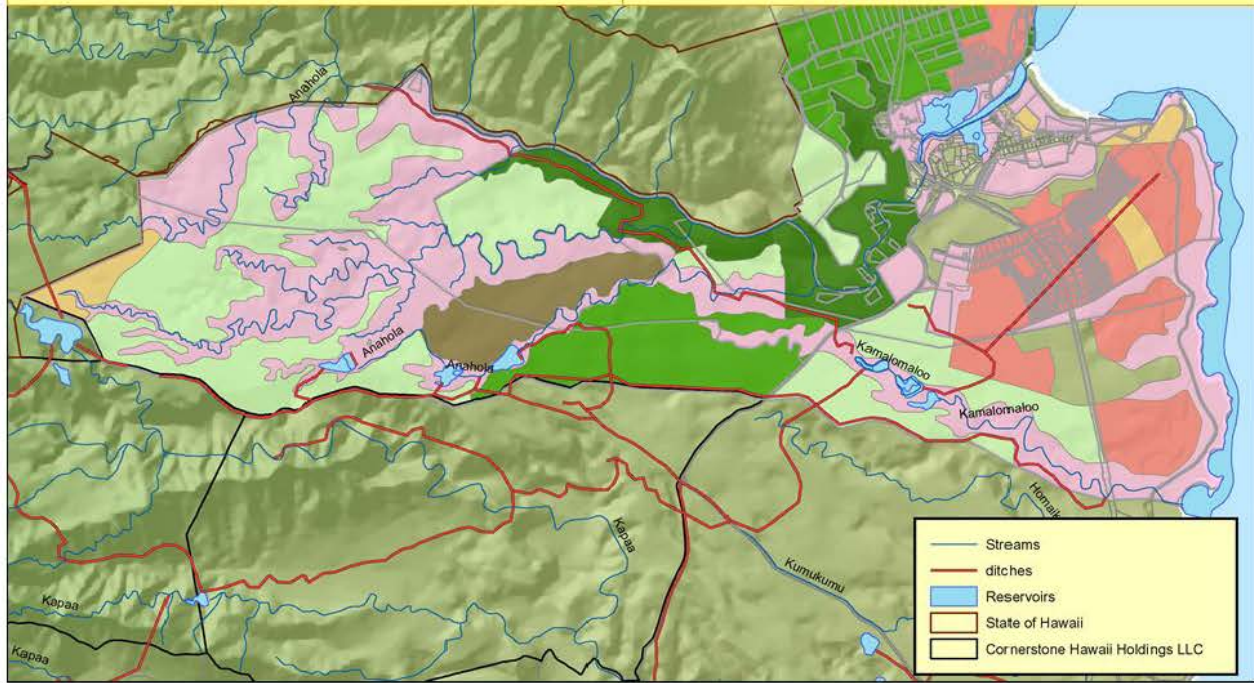 Anahola
Anahola
Anahola
Kamalomaloo
Kamalomaloo
Homaik
Kapaa
Kumukumu
Kapaa
Kapaa
Streams
ditches
Reservoirs
State of Hawaii
Cornerstone Hawaii Holdings LLC